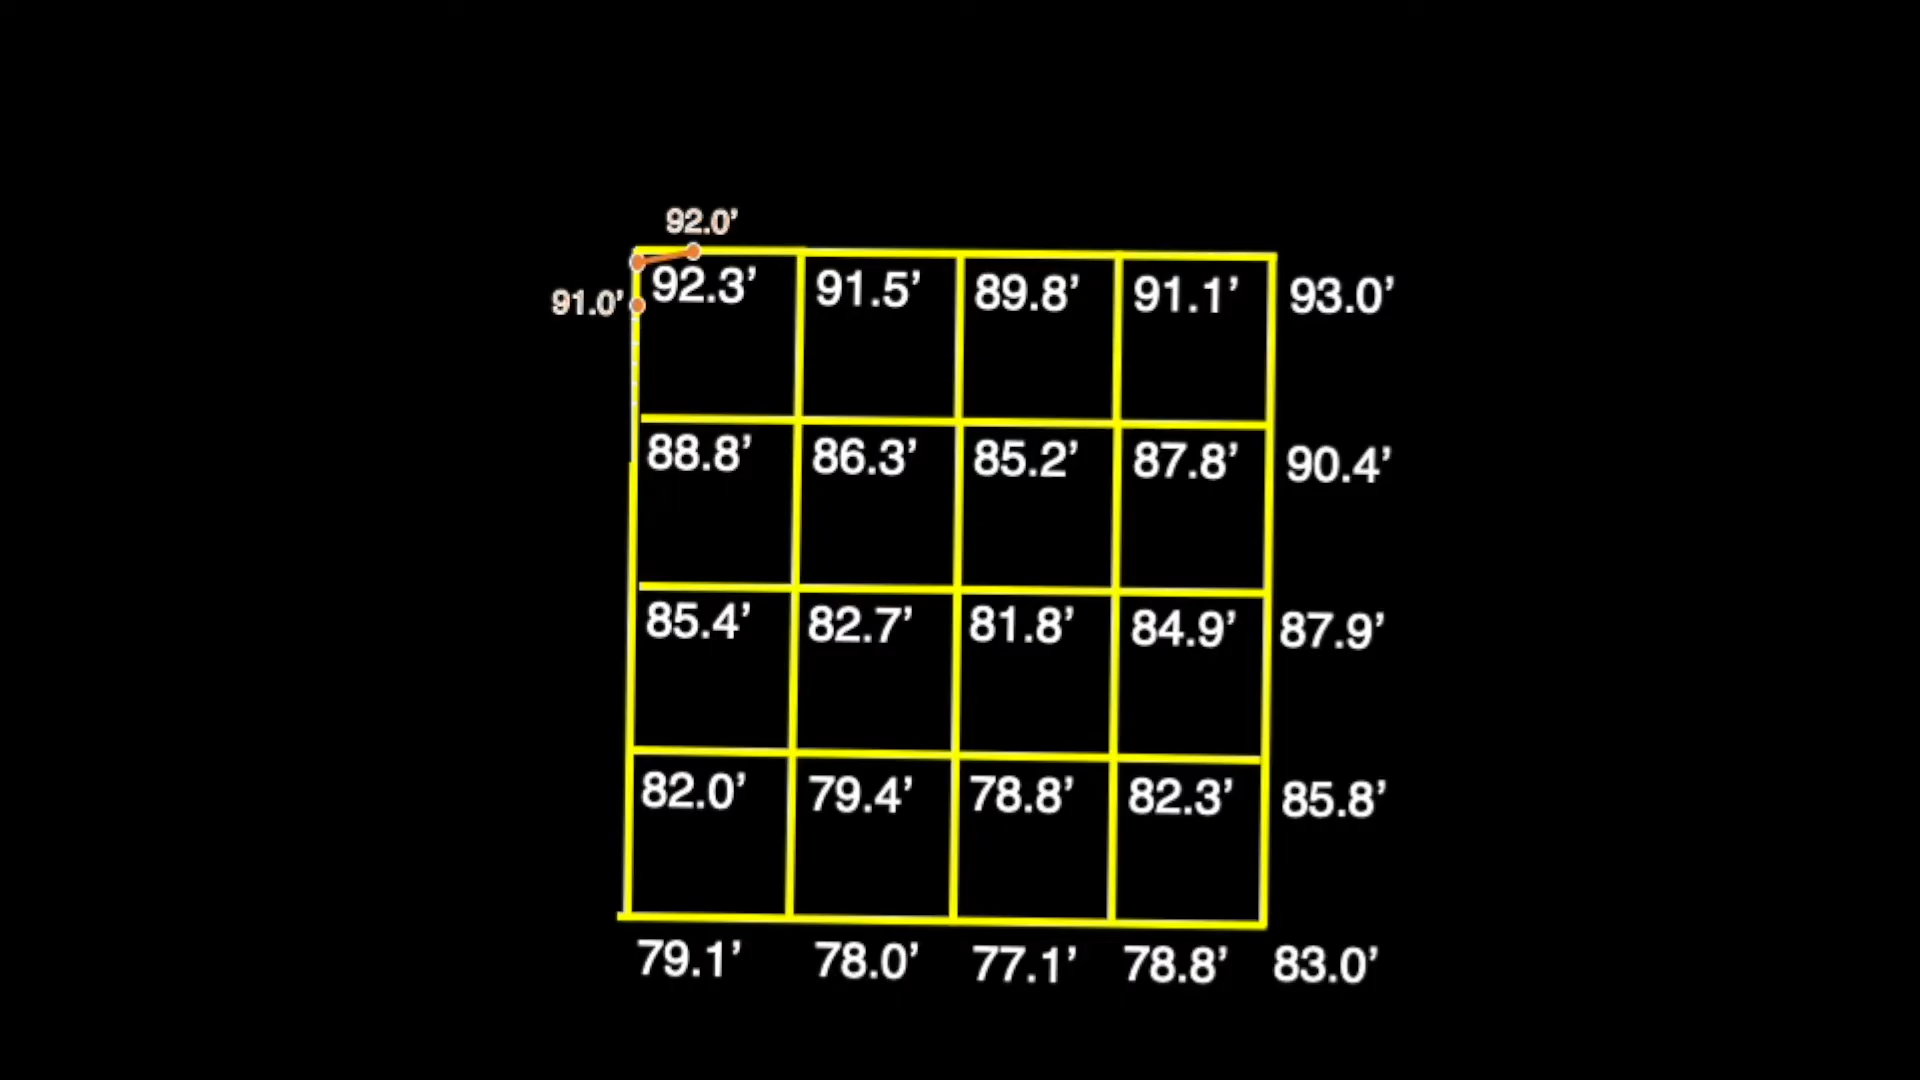 92.0’
91.0’
92.3’ 91.5’ 89.8’ 91.1’ 93.0’
88.8’ 86.3’ 85.2’ 87.8’ 90.4’
85.4’ 82.7’ 81.8’ 84.9’ 87.9’
82.0’ 79.4’ 78.8’ 82.3’ 85.8’
79.1’ 78.0’ 77.1’ 78.8’ 83.0’